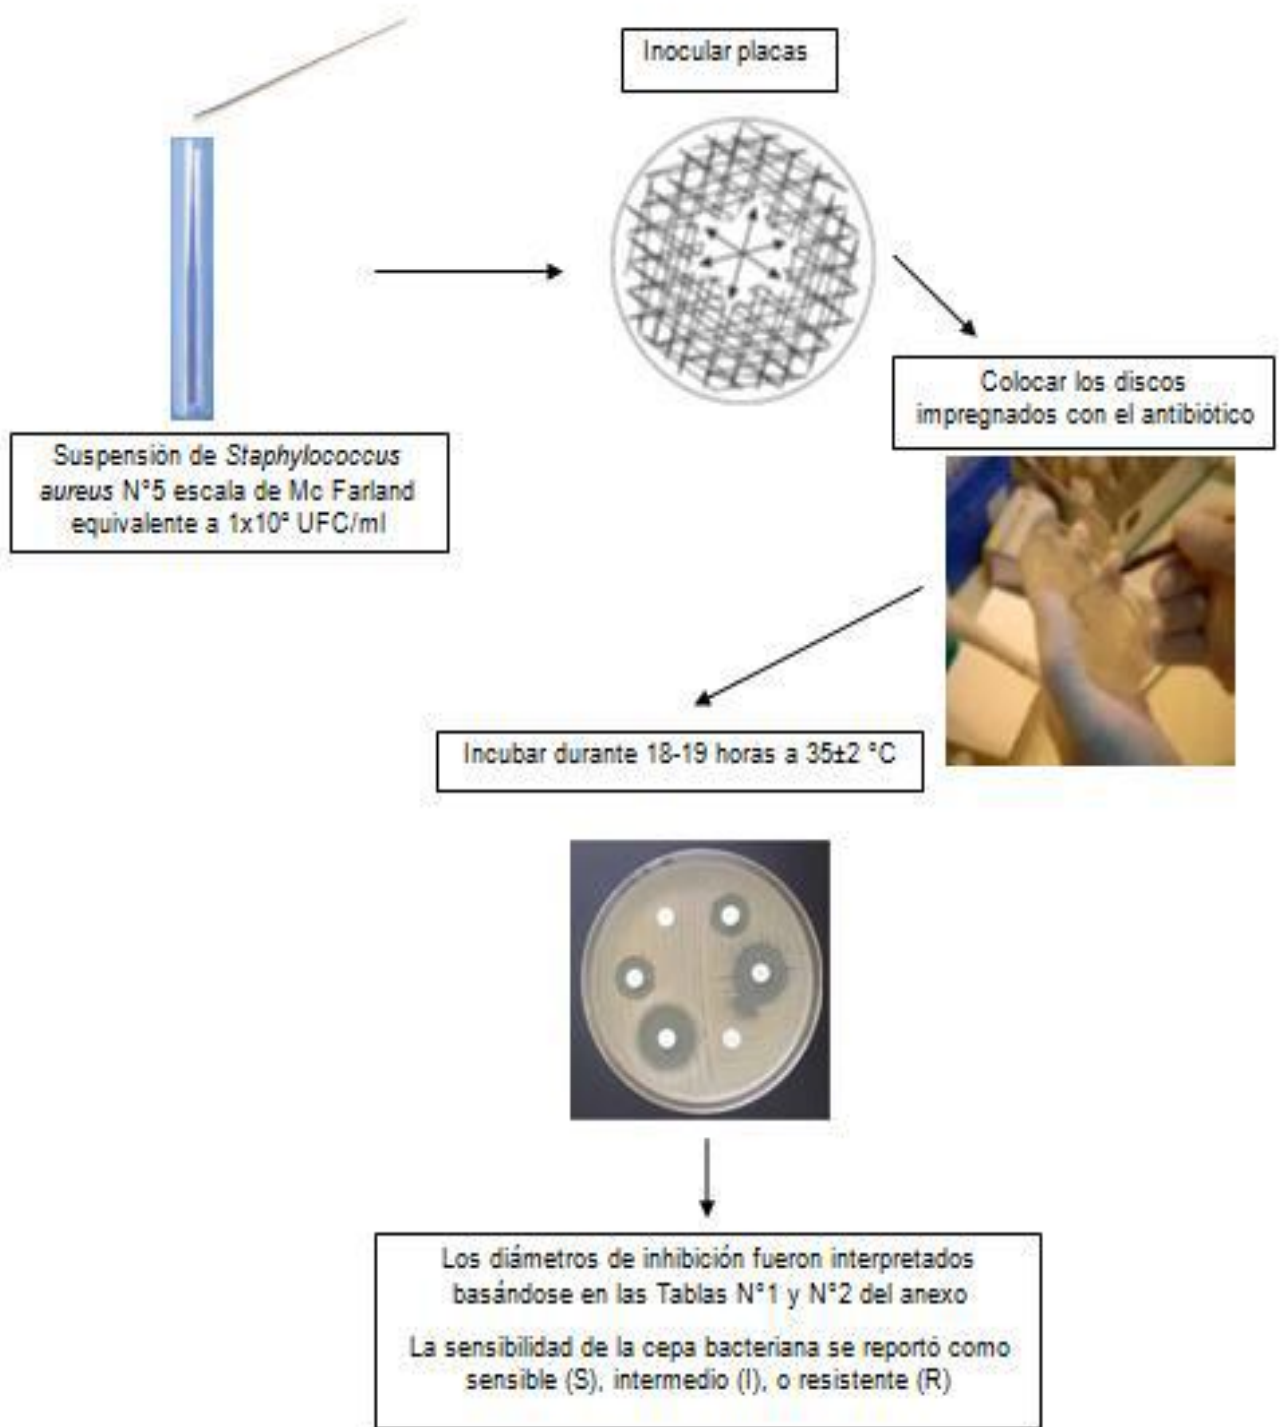 Inocular placas
Colocar los discos
impregnados con el antibiótico
Suspensión de Staphylococcus
aureus N°5 escala de Mc Farland
equivalente a 1x10⁸ UFC/ml
Incubar durante 18-19 horas a 35±2 °C
Los diámetros de inhibición fueron interpretados
basándose en las Tablas N°1 y N°2 del anexo
La sensibilidad de la cepa bacteriana se reportó como
sensible (S), intermedio (I), o resistente (R)